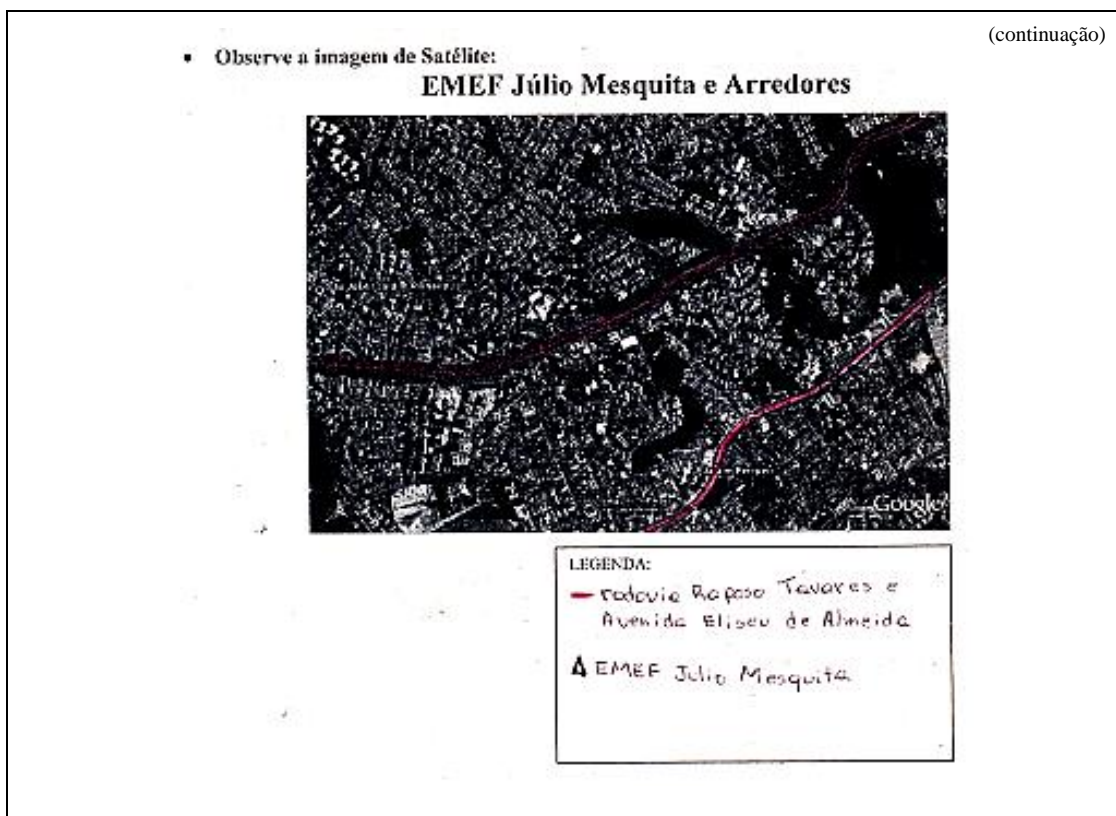 (continuação)
• Observe a imagem de Satélite:
EMEF Júlio Mesquita e Arredores
Google
LEGENDA:
rodovia Raposo Tavares e
Avenida Eliseu de Almeida
EMEF Julio Mesquita